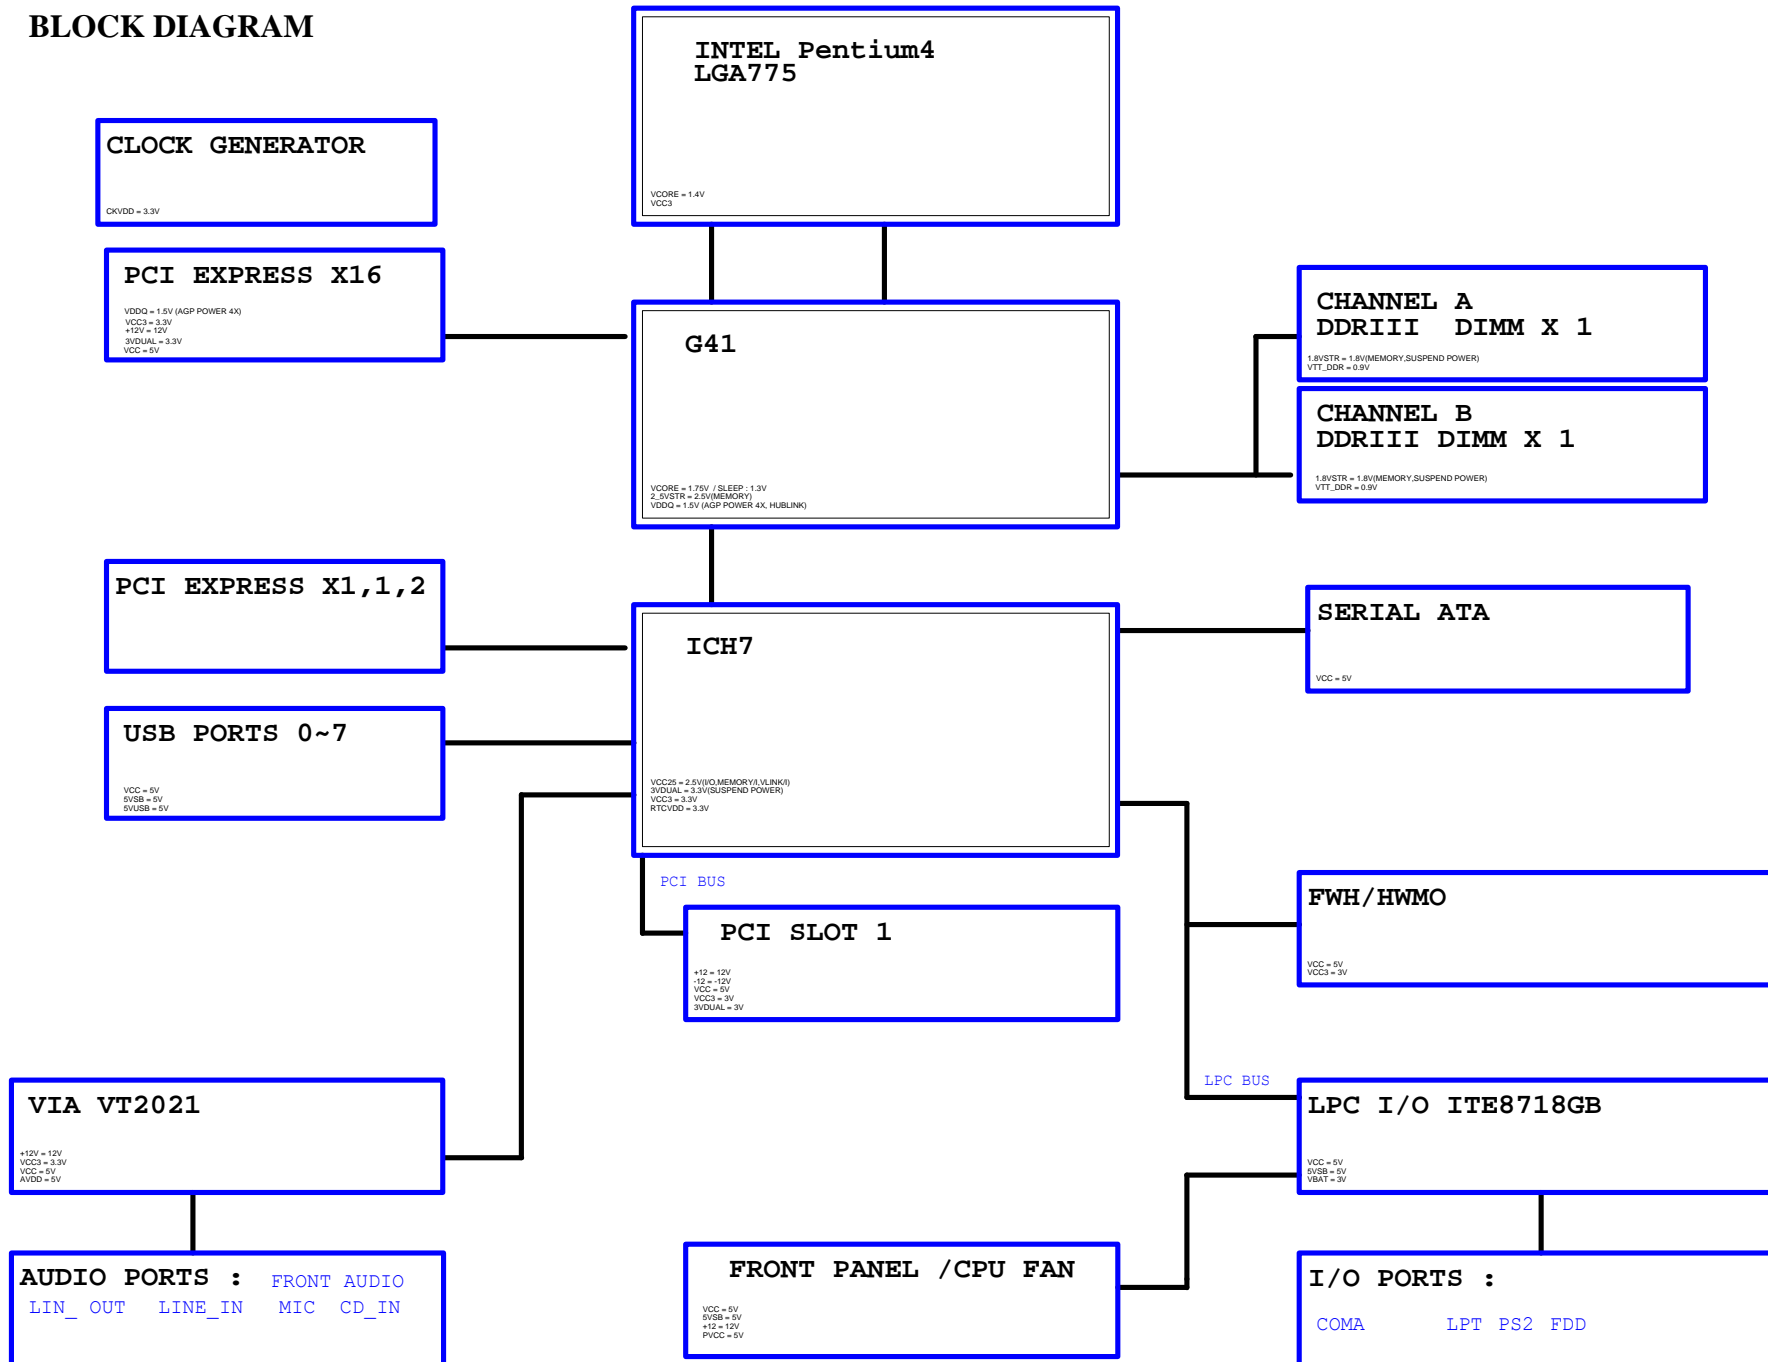 BLOCK DIAGRAM
INTEL Pentium4
LGA775
VCORE = 1.4V
VCC3
CLOCK GENERATOR
CKVDD = 3.3V
PCI EXPRESS X16
VDDQ = 1.5V (AGP POWER 4X)
VCC3 = 3.3V
+12V = 12V
3VDUAL = 3.3V
VCC = 5V
G41
VCORE = 1.75V / SLEEP : 1.3V
2_5VSTR = 2.5V(MEMORY)
VDDQ = 1.5V (AGP POWER 4X, HUBLINK)
CHANNEL A
DDRIII DIMM X 1
1.8VSTR = 1.8V(MEMORY,SUSPEND POWER)
VTT_DDR = 0.9V
CHANNEL B
DDRIII DIMM X 1
1.8VSTR = 1.8V(MEMORY,SUSPEND POWER)
VTT_DDR = 0.9V
PCI EXPRESS X1,1,2
ICH7
VCC25 = 2.5V(I/O,MEMORY/I,VLINK/I)
3VDUAL = 3.3V(SUSPEND POWER)
VCC3 = 3.3V
RTCVDD = 3.3V
SERIAL ATA
VCC = 5V
USB PORTS 0~7
VCC = 5V
5VSB = 5V
5VUSB = 5V
PCI BUS
PCI SLOT 1
+12 = 12V
-12 = -12V
VCC = 5V
VCC3 = 3V
3VDUAL = 3V
FWH/HWMO
VCC = 5V
VCC3 = 3V
LPC BUS
LPC I/O ITE8718GB
VCC = 5V
5VSB = 5V
VBAT = 3V
VIA VT2021
+12V = 12V
VCC3 = 3.3V
VCC = 5V
AVDD = 5V
AUDIO PORTS : FRONT AUDIO
LIN_ OUT LINE_IN MIC CD_IN
FRONT PANEL /CPU FAN
VCC = 5V
5VSB = 5V
+12 = 12V
PVCC = 5V
I/O PORTS :
COMA LPT PS2 FDD